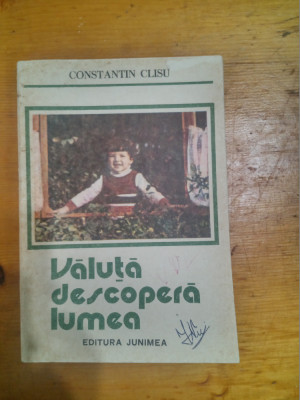 CONSTANTIN CLISU
Văluță
descoperă
lumea
EDITURA JUNIMEA